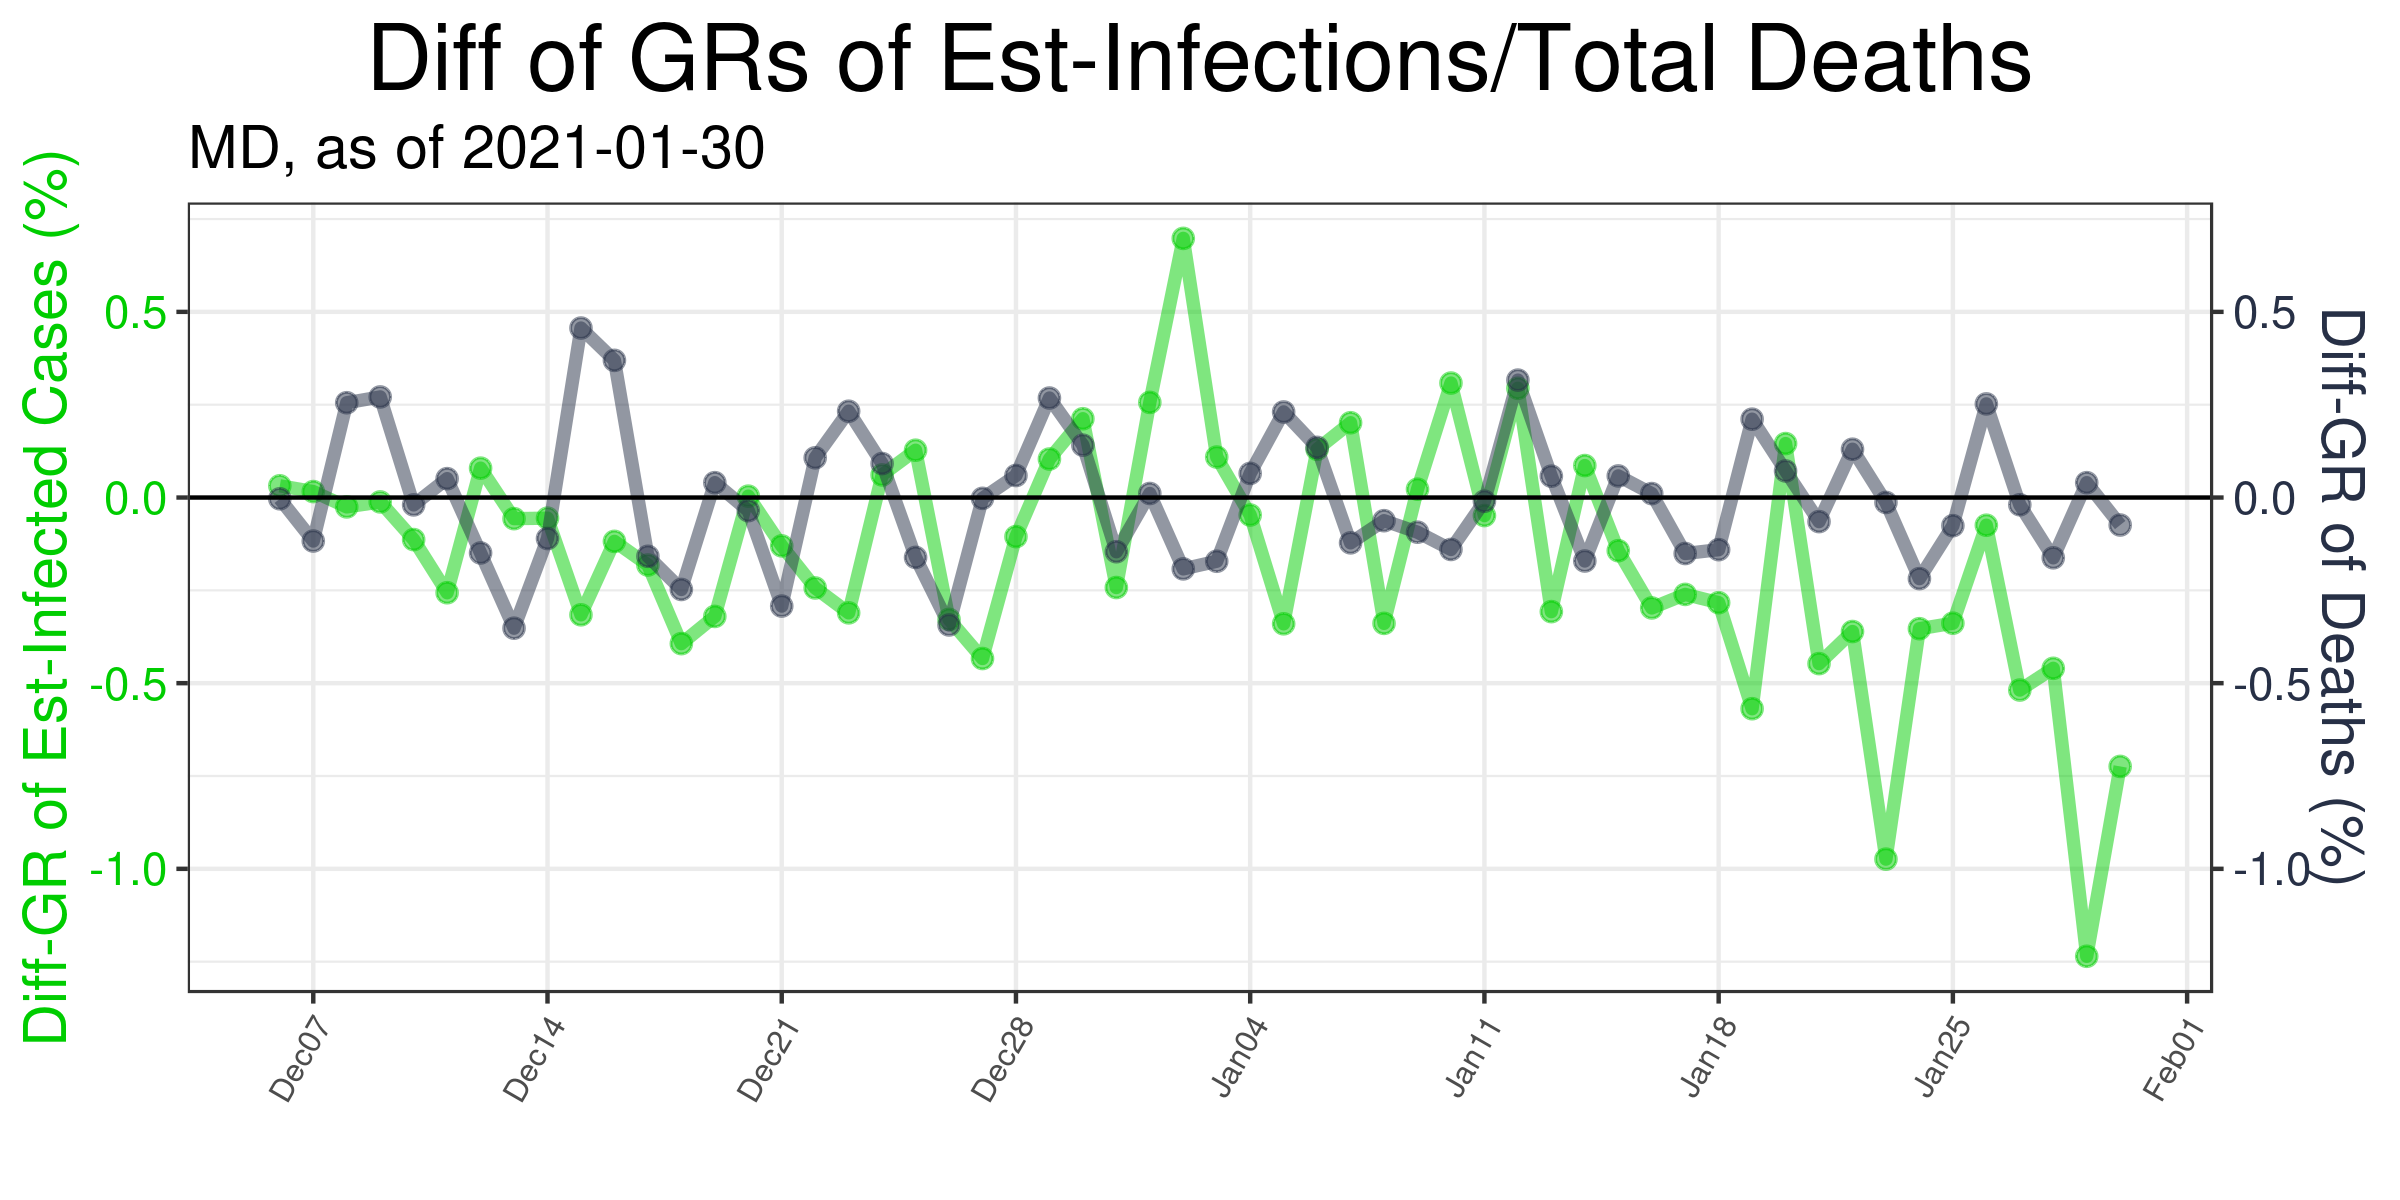 Diff of GRs of Est-Infections/Total Deaths
MD, as of 2021-01-30
Diff-GR of Est-Infected Cases (%)
0.5
0.0
-0.5
-1.0
0.5
0.0
-0.5
-1.0
Diff-GR of Deaths (%)
Dec07
Dec14
Dec21
Dec28
Jan04
Jan11
Jan18
Jan25
Feb01